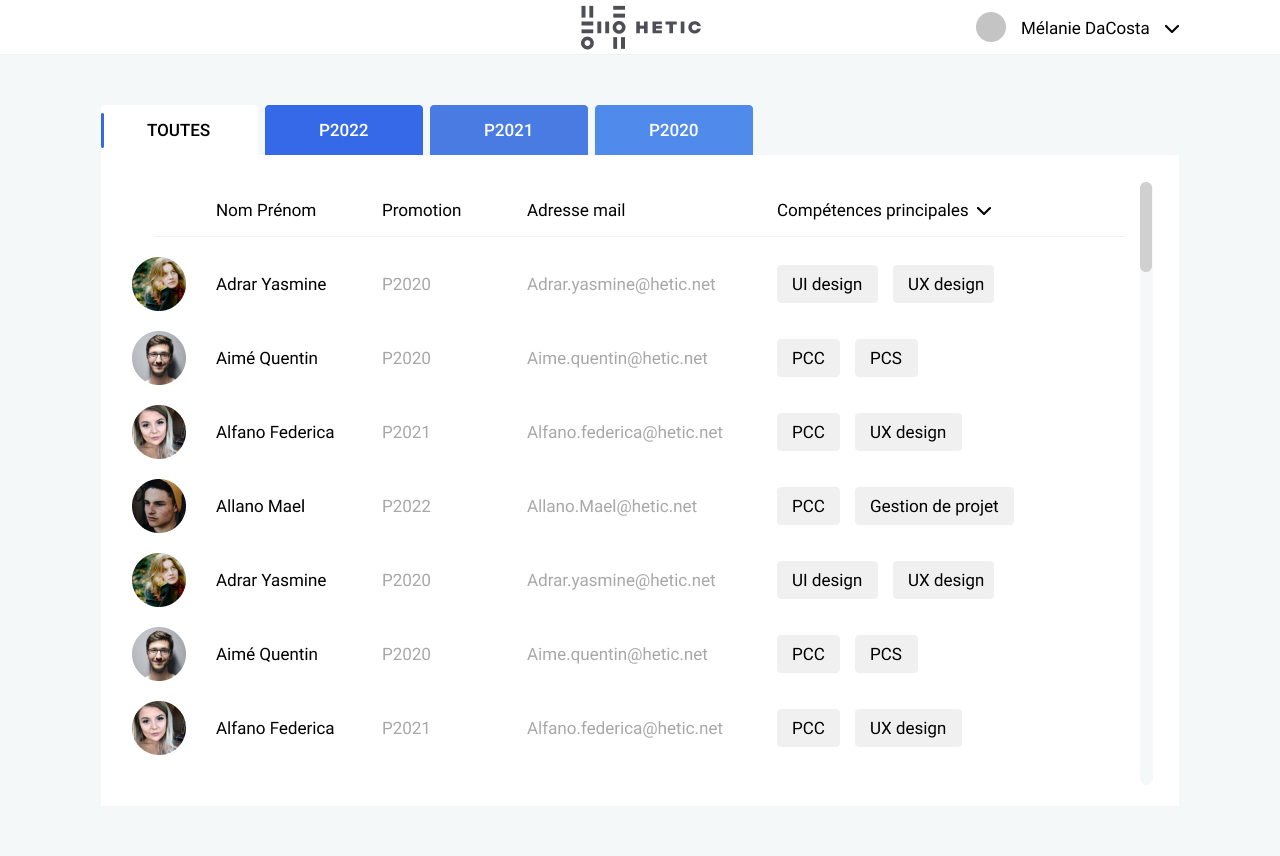 HETIC
Mélanie DaCosta
TOUTES P2022 P2021 P2020
Nom Prénom Promotion Adresse mail Compétences principales
Adrar Yasmine P2020 Adrar.yasmine@hetic.net UI design UX design
Aimé Quentin P2020 Aime.quentin@hetic.net PCC PCS
Alfano Federica P2021 Alfano.federica@hetic.net PCC UX design
Allano Mael P2022 Allano.Mael@hetic.net PCC Gestion de projet
Adrar Yasmine P2020 Adrar.yasmine@hetic.net UI design UX design
Aimé Quentin P2020 Aime.quentin@hetic.net PCC PCS
Alfano Federica P2021 Alfano.federica@hetic.net PCC UX design